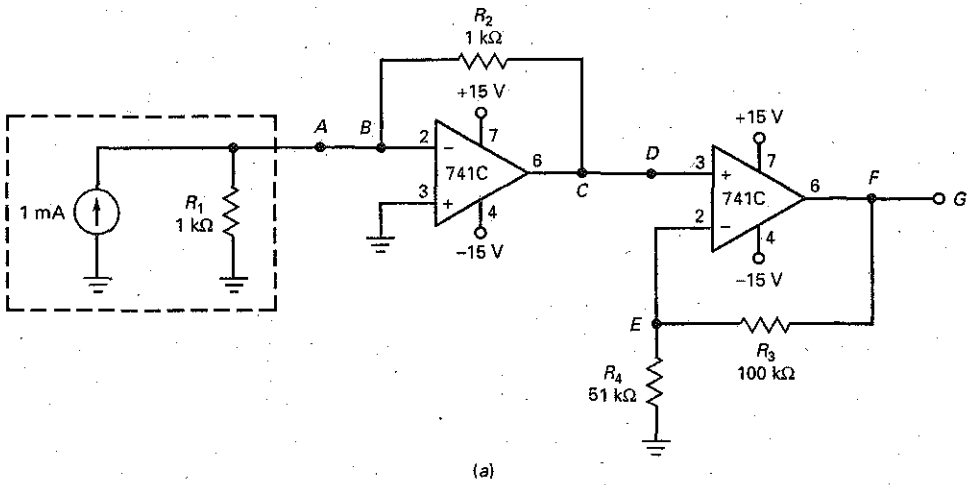 R2
1 kΩ
+15 V
A
B
2
−
7
741C
6
3
+
4
−15 V
C
1 mA
R1
1 kΩ
D
+15 V
3
+
7
741C
6
2
−
4
−15 V
F
G
E
R3
100 kΩ
R4
51 kΩ
(a)